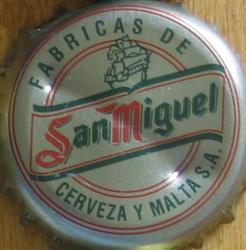 FABRICAS DE
San Miguel
CERVEZA Y MALTA S.A.